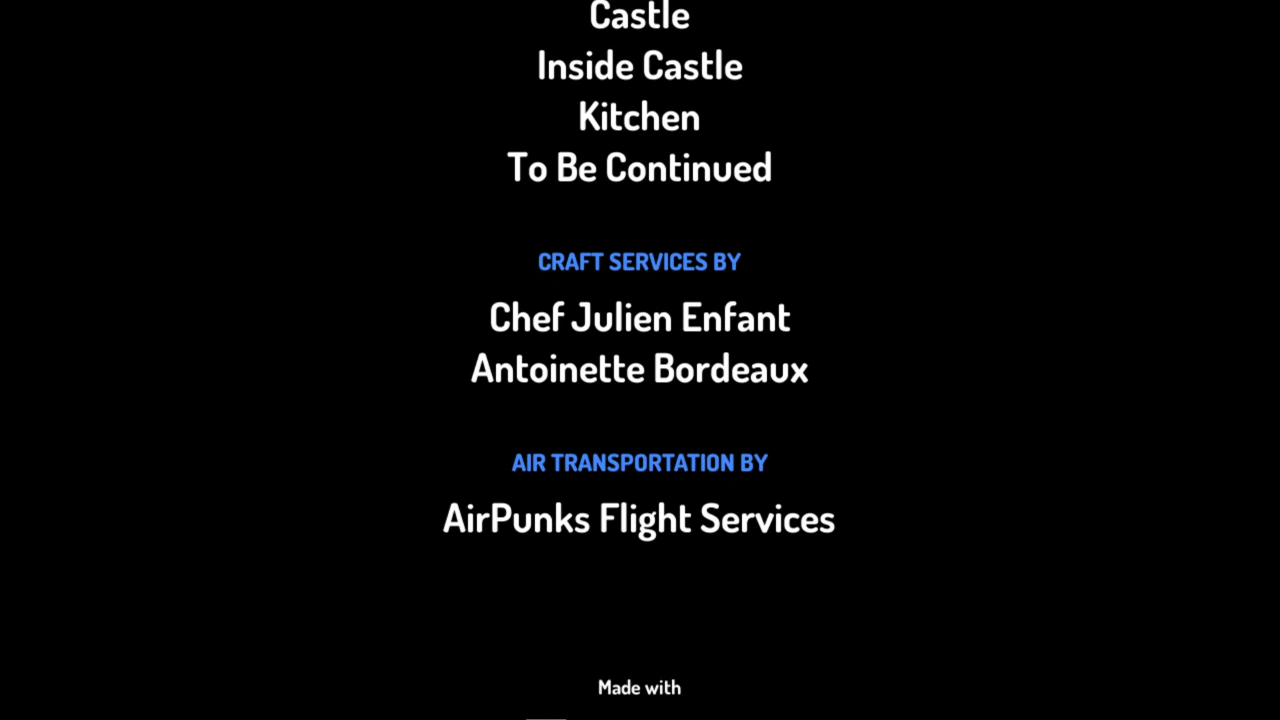 Castle
Inside Castle
Kitchen
To Be Continued
CRAFT SERVICES BY
Chef Julien Enfant
Antoinette Bordeaux
AIR TRANSPORTATION BY
AirPunks Flight Services
Made with